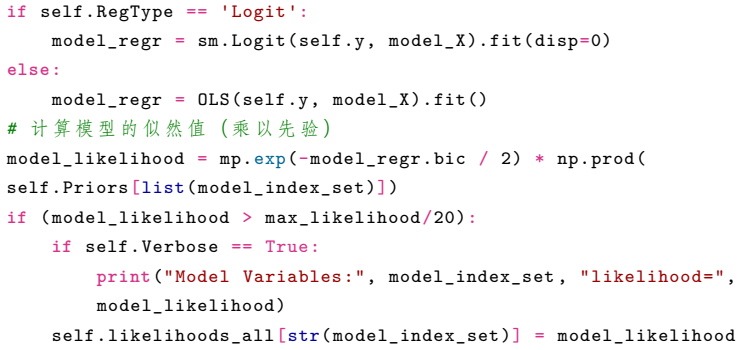 if self.RegType == 'Logit':
    model_regr = sm.Logit(self.y, model_X).fit(disp=0)
else:
    model_regr = OLS(self.y, model_X).fit()
# 计算模型的似然值 (乘以先验)
model_likelihood = mp.exp(-model_regr.bic / 2) * np.prod(
self.Priors[list(model_index_set)])
if (model_likelihood > max_likelihood/20):
    if self.Verbose == True:
        print("Model Variables:", model_index_set, "likelihood=",
        model_likelihood)
    self.likelihoods_all[str(model_index_set)] = model_likelihood